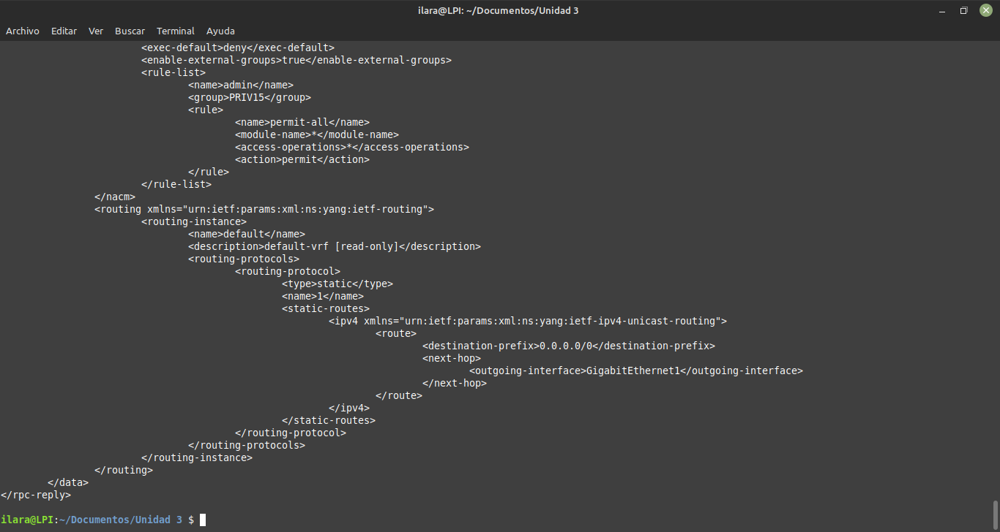 ilara@LPI: ~/Documentos/Unidad 3
Archivo Editar Ver Buscar Terminal Ayuda
<exec-default>deny</exec-default>
<enable-external-groups>true</enable-external-groups>
<rule-list>
<name>admin</name>
<group>PRIV15</group>
<rule>
<name>permit-all</name>
<module-name>*</module-name>
<access-operations>*</access-operations>
<action>permit</action>
</rule>
</rule-list>
</nacm>
<routing xmlns="urn:ietf:params:xml:ns:yang:ietf-routing">
<routing-instance>
<name>default</name>
<description>default-vrf [read-only]</description>
<routing-protocols>
<routing-protocol>
<type>static</type>
<name>1</name>
<static-routes>
<ipv4 xmlns="urn:ietf:params:xml:ns:yang:ietf-ipv4-unicast-routing">
<route>
<destination-prefix>0.0.0.0/0</destination-prefix>
<next-hop>
<outgoing-interface>GigabitEthernet1</outgoing-interface>
</next-hop>
</route>
</ipv4>
</static-routes>
</routing-protocol>
</routing-protocols>
</routing-instance>
</routing>
</data>
</rpc-reply>
ilara@LPI:~/Documentos/Unidad 3 $